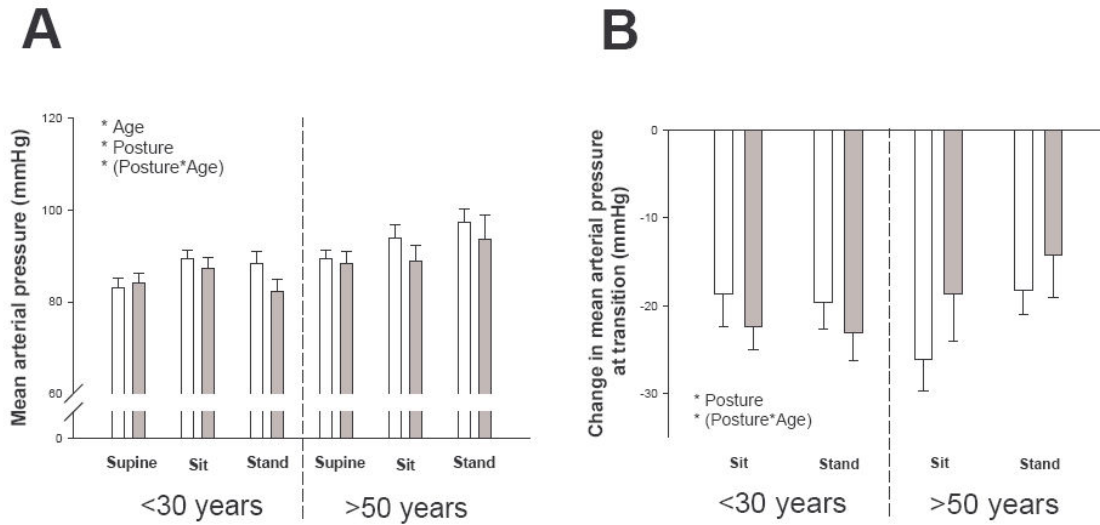 A
Mean arterial pressure (mmHg)
120
100
80
60
0
* Age
* Posture
* (Posture*Age)
Supine Sit Stand Supine Sit Stand
<30 years >50 years
B
Change in mean arterial pressure
at transition (mmHg)
0
-10
-20
-30
* Posture
* (Posture*Age)
Sit Stand Sit Stand
<30 years >50 years